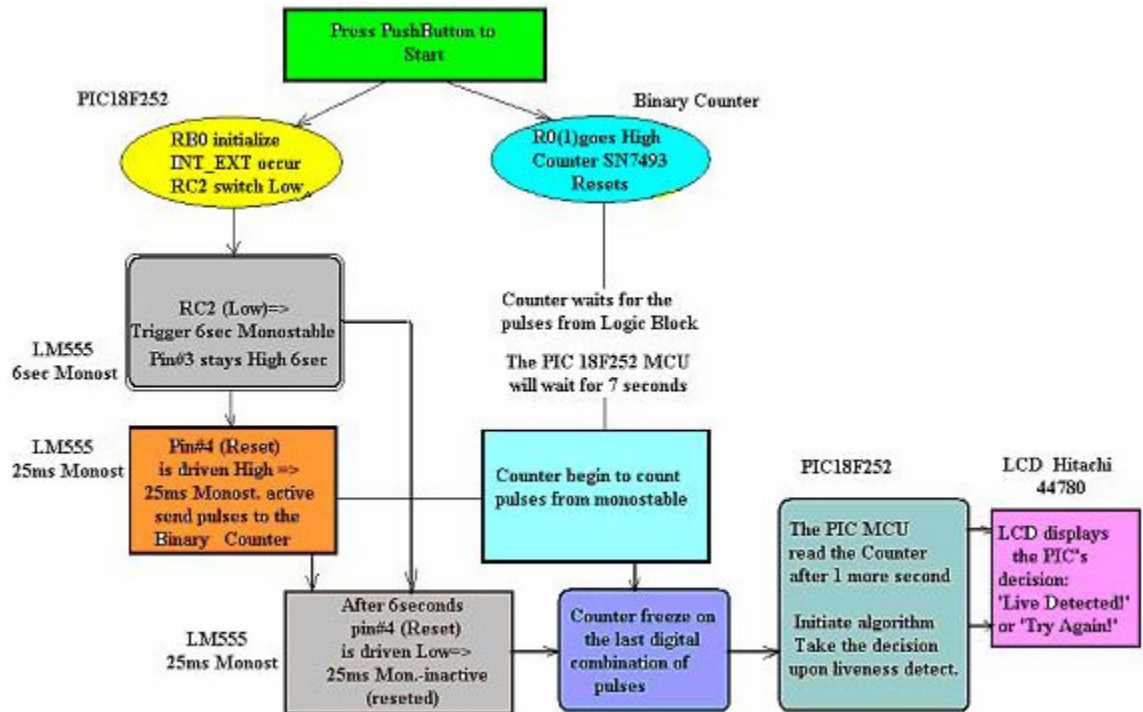 Press PushButton to
Start
PIC18F252
Binary Counter
RB0 initialize
INT_EXT occur
RC2 switch Low
R0(1)goes High
Counter SN7493
Resets
RC2 (Low)=>
Trigger 6sec Monostable
Pin#3 stays High 6sec
LM555
6sec Monost
Counter waits for the
pulses from Logic Block
The PIC 18F252 MCU
will wait for 7 seconds
LM555
25ms Monost
Pin#4 (Reset)
is driven High =>
25ms Monost. active
send pulses to the
Binary Counter
Counter begin to count
pulses from monostable
PIC18F252
LCD Hitachi
44780
The PIC MCU
read the Counter
after 1 more second
Initiate algorithm
Take the decision
upon liveness detect.
LCD displays
the PIC's
decision:
'Live Detected!'
or 'Try Again!'
LM555
25ms Monost
After 6seconds
pin#4 (Reset)
is driven Low=>
25ms Mon.-inactive
(reseted)
Counter freeze on
the last digital
combination of
pulses